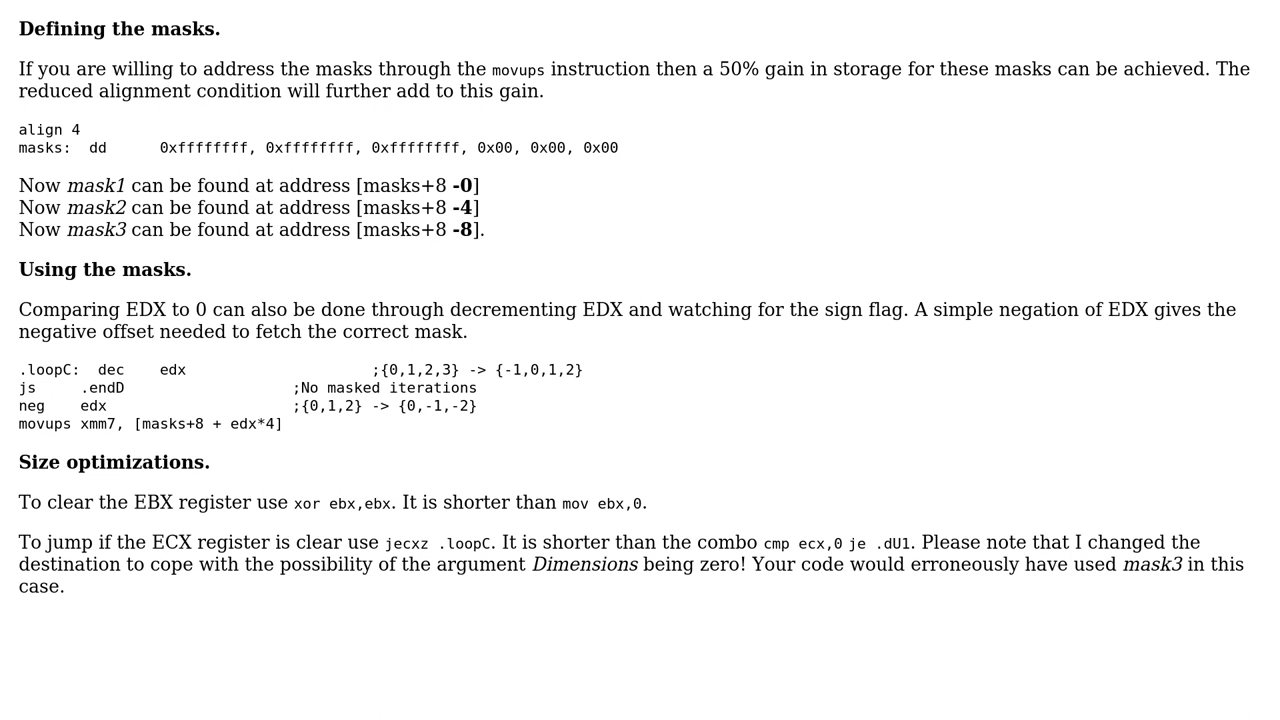 Defining the masks.
If you are willing to address the masks through the movups instruction then a 50% gain in storage for these masks can be achieved. The
reduced alignment condition will further add to this gain.
align 4
masks:  dd      0xffffffff, 0xffffffff, 0xffffffff, 0x00, 0x00, 0x00
Now mask1 can be found at address [masks+8 -0]
Now mask2 can be found at address [masks+8 -4]
Now mask3 can be found at address [masks+8 -8].
Using the masks.
Comparing EDX to 0 can also be done through decrementing EDX and watching for the sign flag. A simple negation of EDX gives the
negative offset needed to fetch the correct mask.
.loopC:  dec    edx                     ;{0,1,2,3} -> {-1,0,1,2}
js     .endD                   ;No masked iterations
neg    edx                     ;{0,1,2} -> {0,-1,-2}
movups xmm7, [masks+8 + edx*4]
Size optimizations.
To clear the EBX register use xor ebx,ebx. It is shorter than mov ebx,0.
To jump if the ECX register is clear use jecxz .loopC. It is shorter than the combo cmp ecx,0 je .dU1. Please note that I changed the
destination to cope with the possibility of the argument Dimensions being zero! Your code would erroneously have used mask3 in this
case.